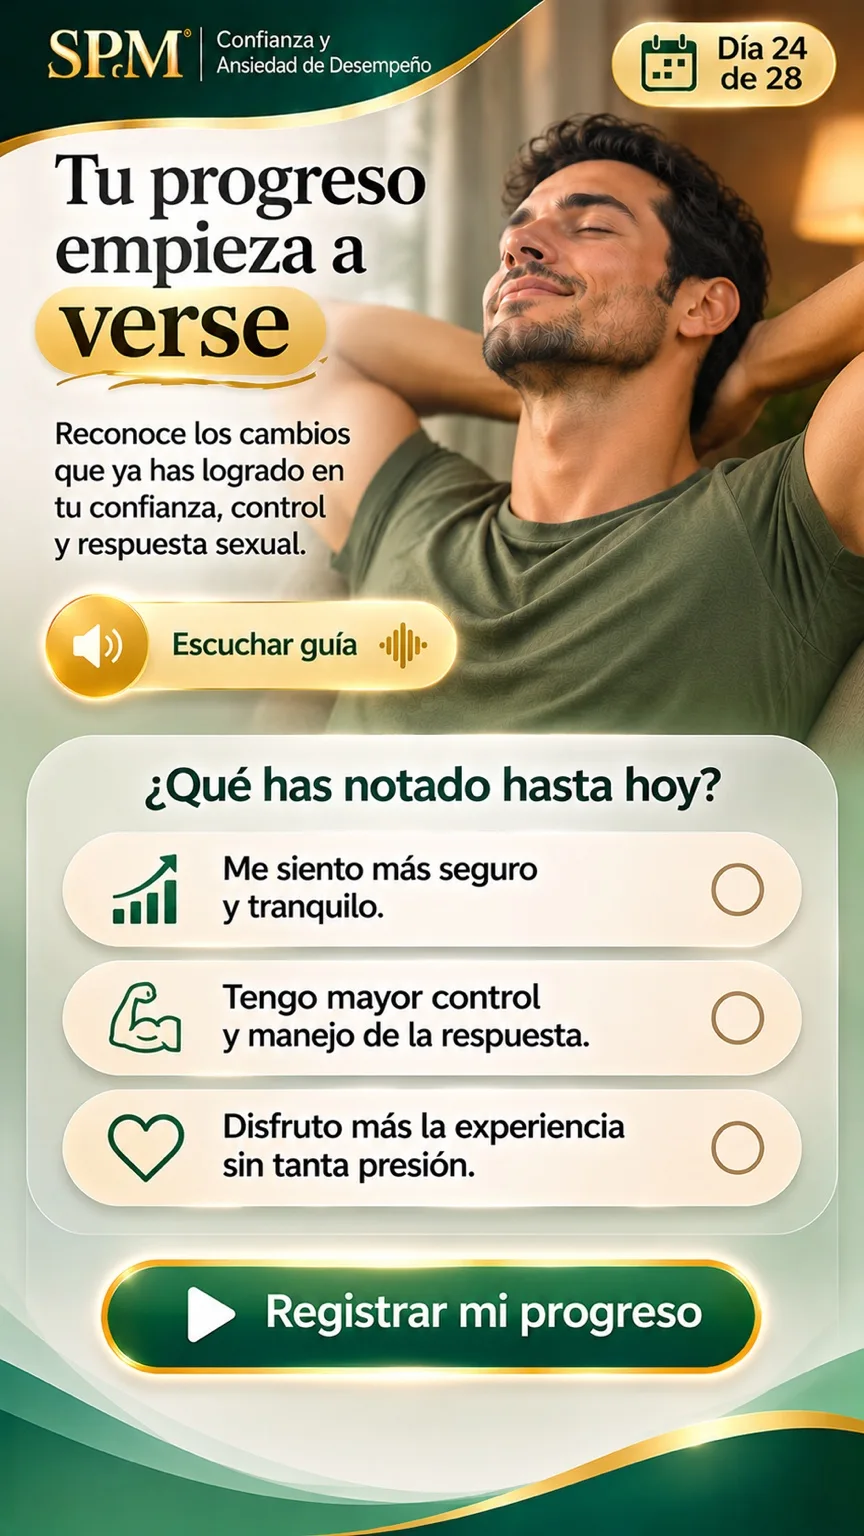 SPcM®
Confianza y
Ansiedad de Desempeño
Día 24
de 28
Tu progreso
empieza a
verse
Reconoce los cambios
que ya has logrado en
tu confianza, control
y respuesta sexual.
Escuchar guía
¿Qué has notado hasta hoy?
Me siento más seguro
y tranquilo.
Tengo mayor control
y manejo de la respuesta.
Disfruto más la experiencia
sin tanta presión.
Registrar mi progreso